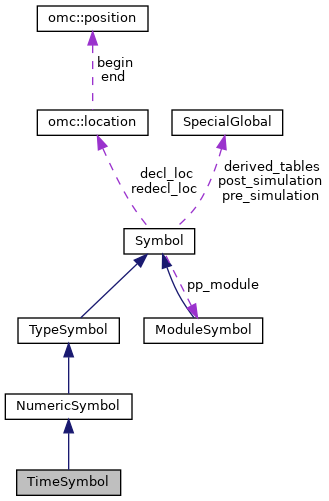 omc::position
begin
end
omc::location
SpecialGlobal
decl_loc
redecl_loc
derived_tables
post_simulation
pre_simulation
Symbol
pp_module
TypeSymbol
ModuleSymbol
NumericSymbol
TimeSymbol